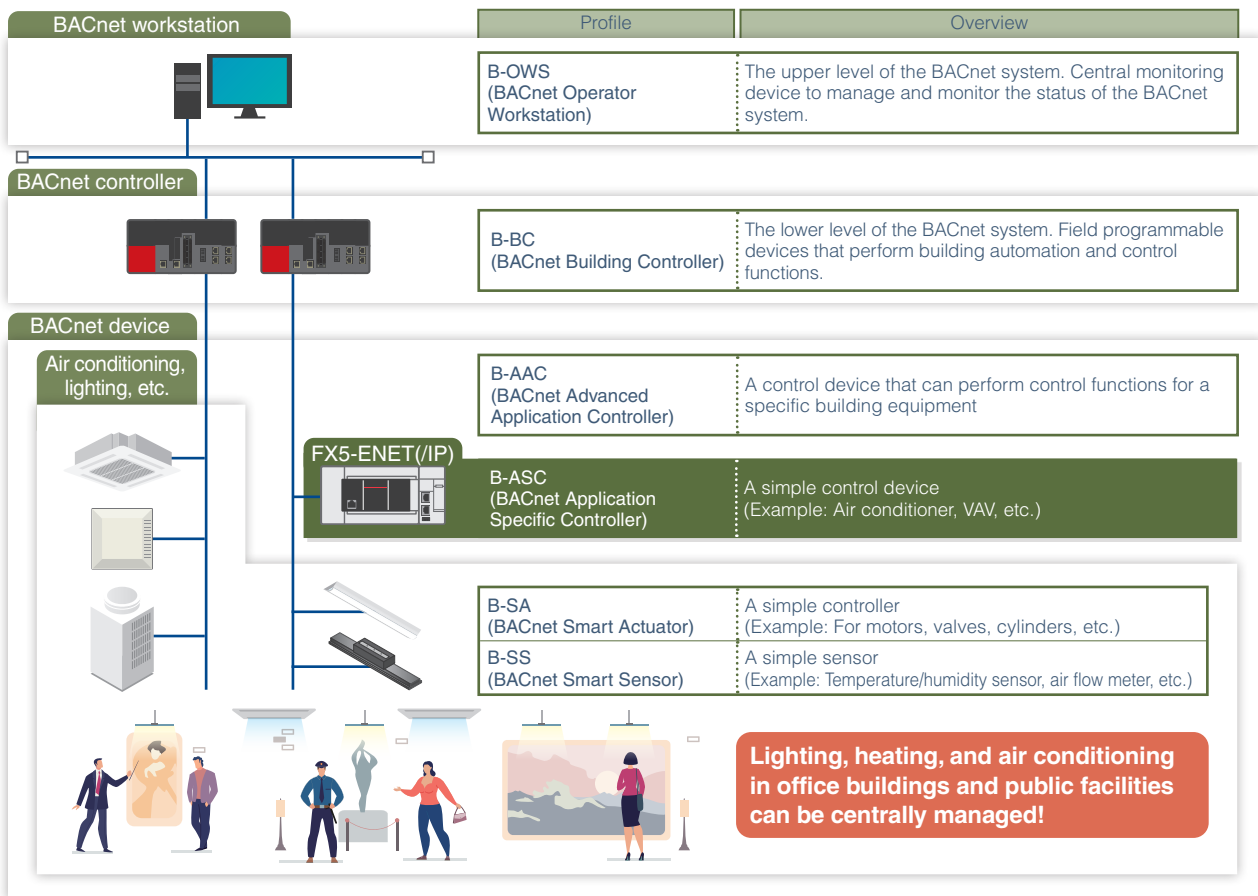 BACnet workstation
Profile
Overview
B-OWS
(BACnet Operator
Workstation)
The upper level of the BACnet system. Central monitoring
device to manage and monitor the status of the BACnet
system.
BACnet controller
B-BC
(BACnet Building Controller)
The lower level of the BACnet system. Field programmable
devices that perform building automation and control
functions.
BACnet device
Air conditioning,
lighting, etc.
B-AAC
(BACnet Advanced
Application Controller)
A control device that can perform control functions for a
specific building equipment
FX5-ENET(/IP)
B-ASC
(BACnet Application
Specific Controller)
A simple control device
(Example: Air conditioner, VAV, etc.)
B-SA
(BACnet Smart Actuator)
A simple controller
(Example: For motors, valves, cylinders, etc.)
B-SS
(BACnet Smart Sensor)
A simple sensor
(Example: Temperature/humidity sensor, air flow meter, etc.)
Lighting, heating, and air conditioning
in office buildings and public facilities
can be centrally managed!